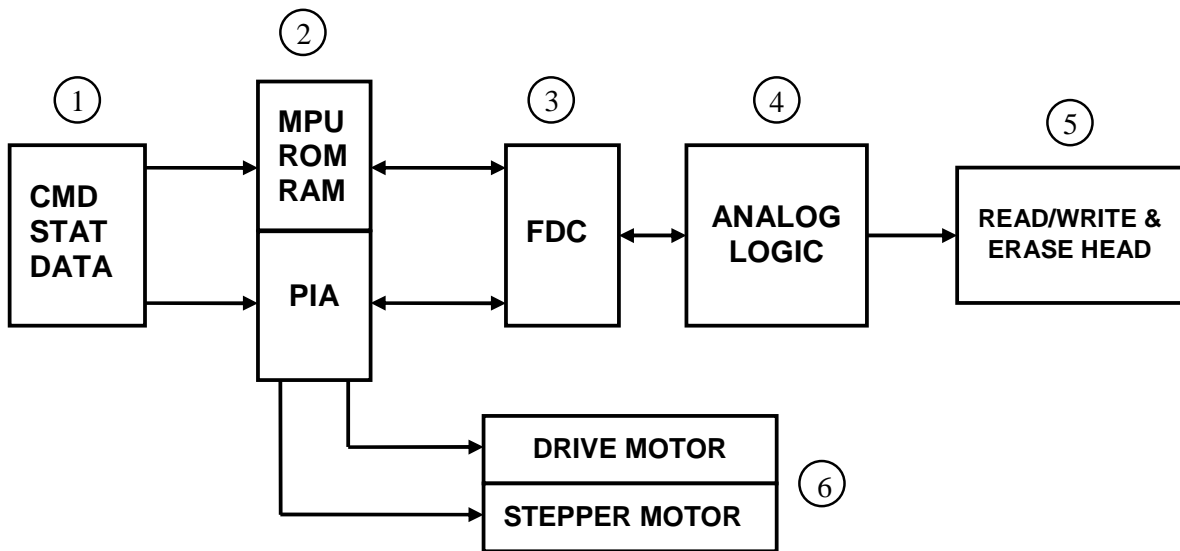 1
CMD
STAT
DATA
2
MPU
ROM
RAM
PIA
3
FDC
4
ANALOG
LOGIC
5
READ/WRITE &
ERASE HEAD
DRIVE MOTOR
STEPPER MOTOR
6